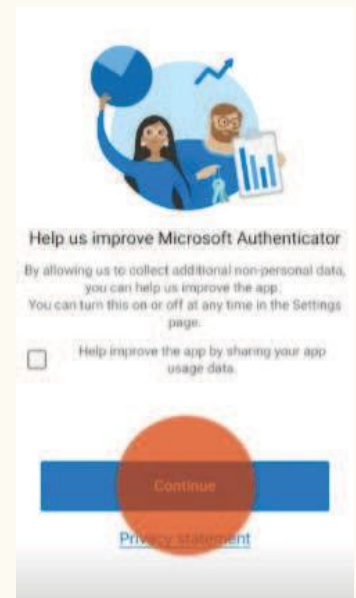 Help us improve Microsoft Authenticator
By allowing us to collect additional non-personal data,
you can help us improve the app.
You can turn this on or off at any time in the Settings
page.
Help improve the app by sharing your app
usage data.
Continue
Privacy statement